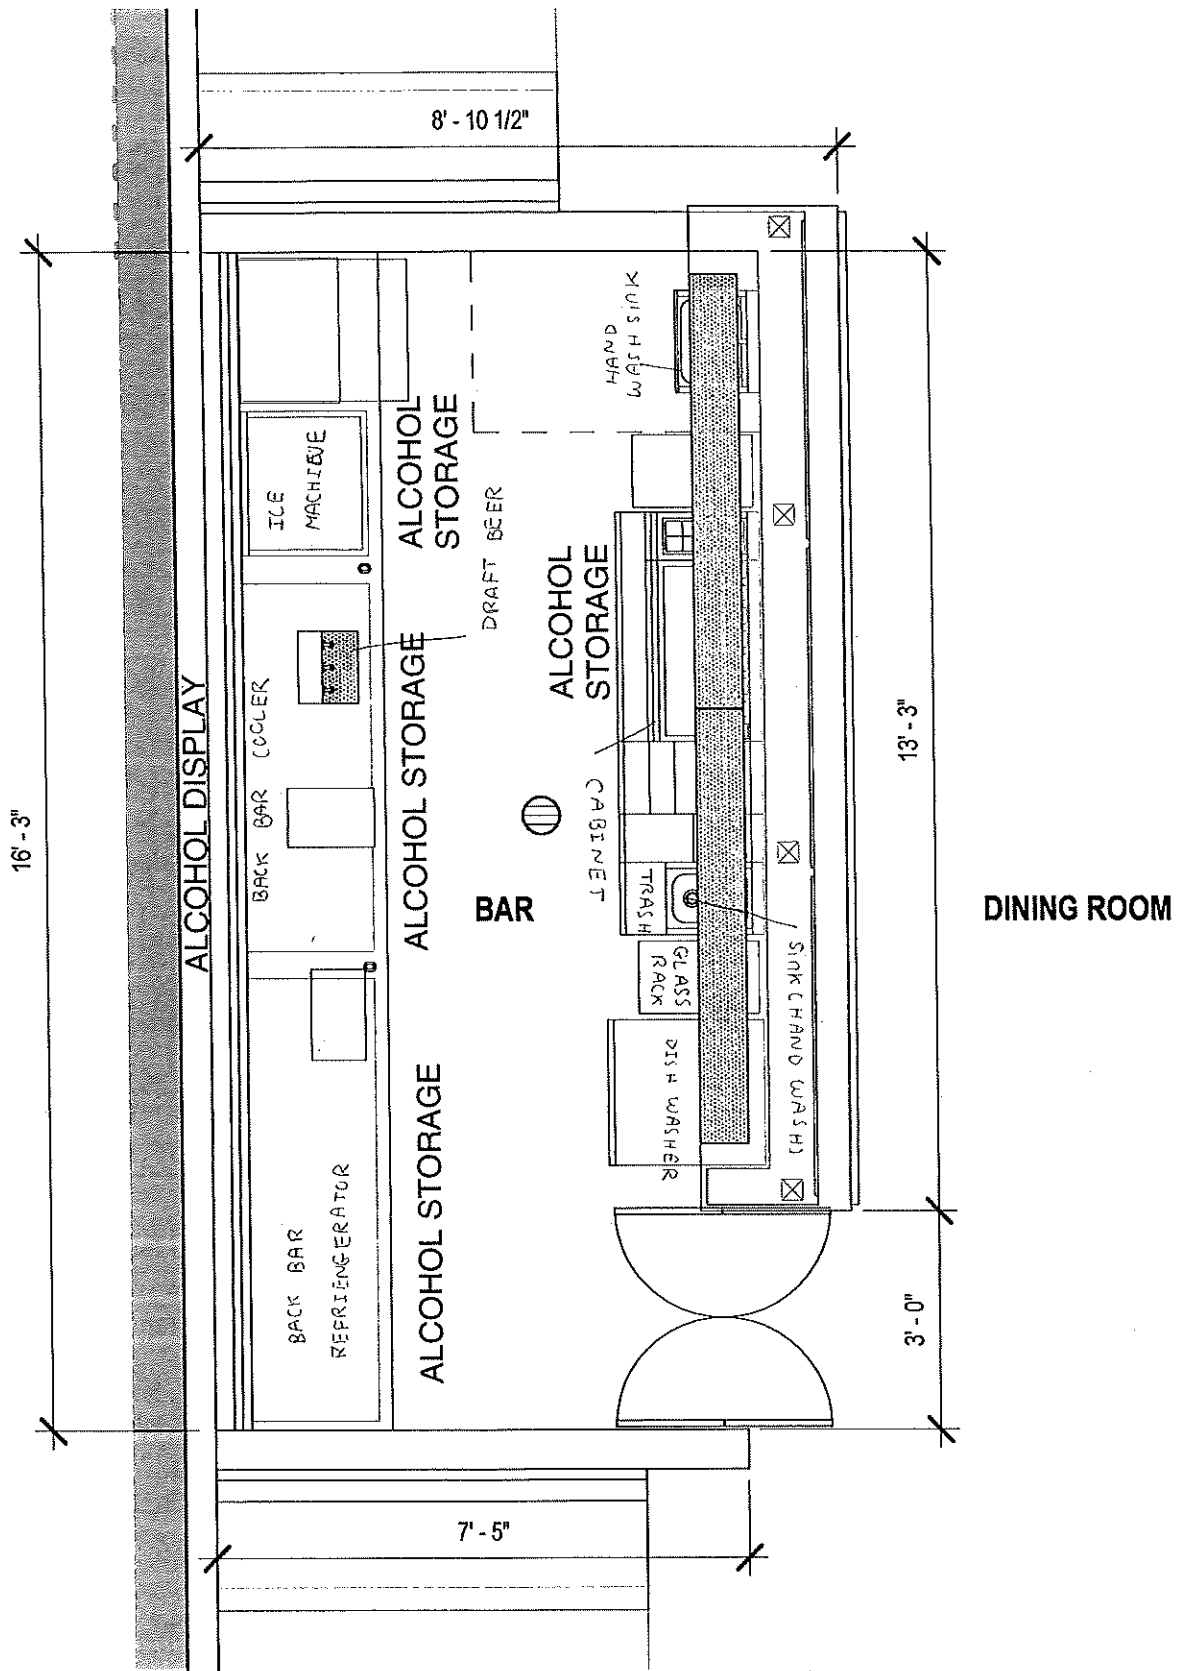 8' - 10 1/2"
16' - 3"
HAND
WASH SINK
ICE
MACHIEVE
ALCOHOL
STORAGE
DRAFT BEER
ALCOHOL
STORAGE
ALCOHOL DISPLAY
BACK BAR COOLER
ALCOHOL STORAGE
CABINET
13' - 3"
BAR
TRASH
DINING ROOM
GLASS
RACK
SINK (HAND WASH)
DISH WASHER
ALCOHOL STORAGE
BACK BAR
REFRIENGERATOR
3' - 0"
7' - 5"